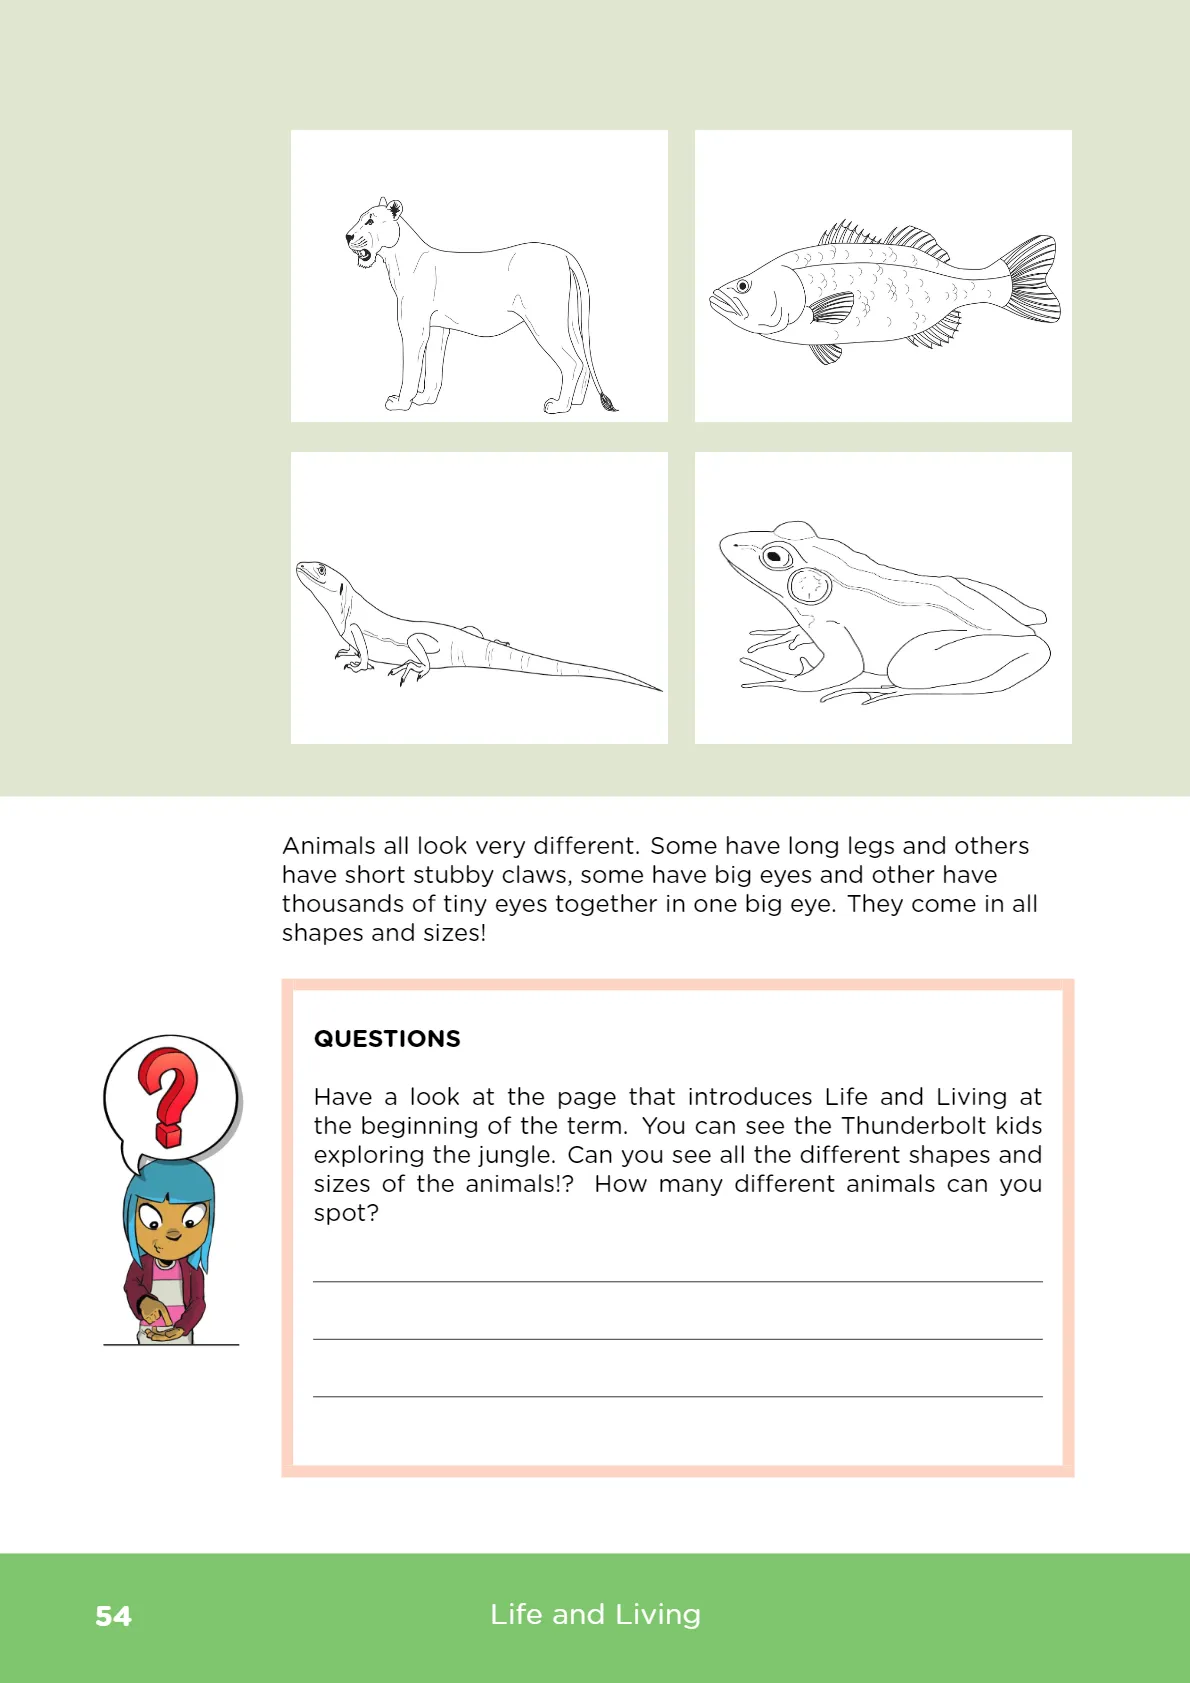 Animals all look very different. Some have long legs and others
have short stubby claws, some have big eyes and other have
thousands of tiny eyes together in one big eye. They come in all
shapes and sizes!
QUESTIONS
Have a look at the page that introduces Life and Living at
the beginning of the term. You can see the Thunderbolt kids
exploring the jungle. Can you see all the different shapes and
sizes of the animals!? How many different animals can you
spot?
?
54
Life and Living